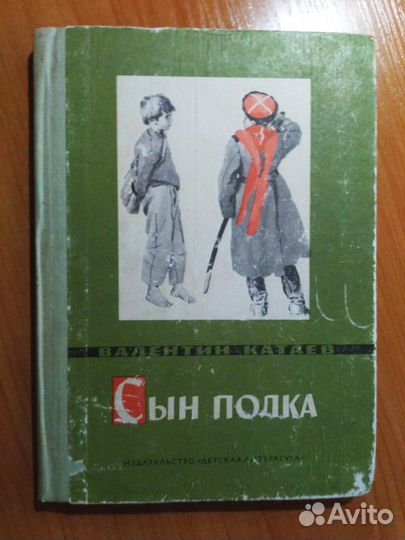 ВАЛЕНТИН КАТАЕВ
СЫН ПОЛКА
ИЗДАТЕЛЬСТВО «ДЕТСКАЯ ЛИТЕРАТУРА»
Avito